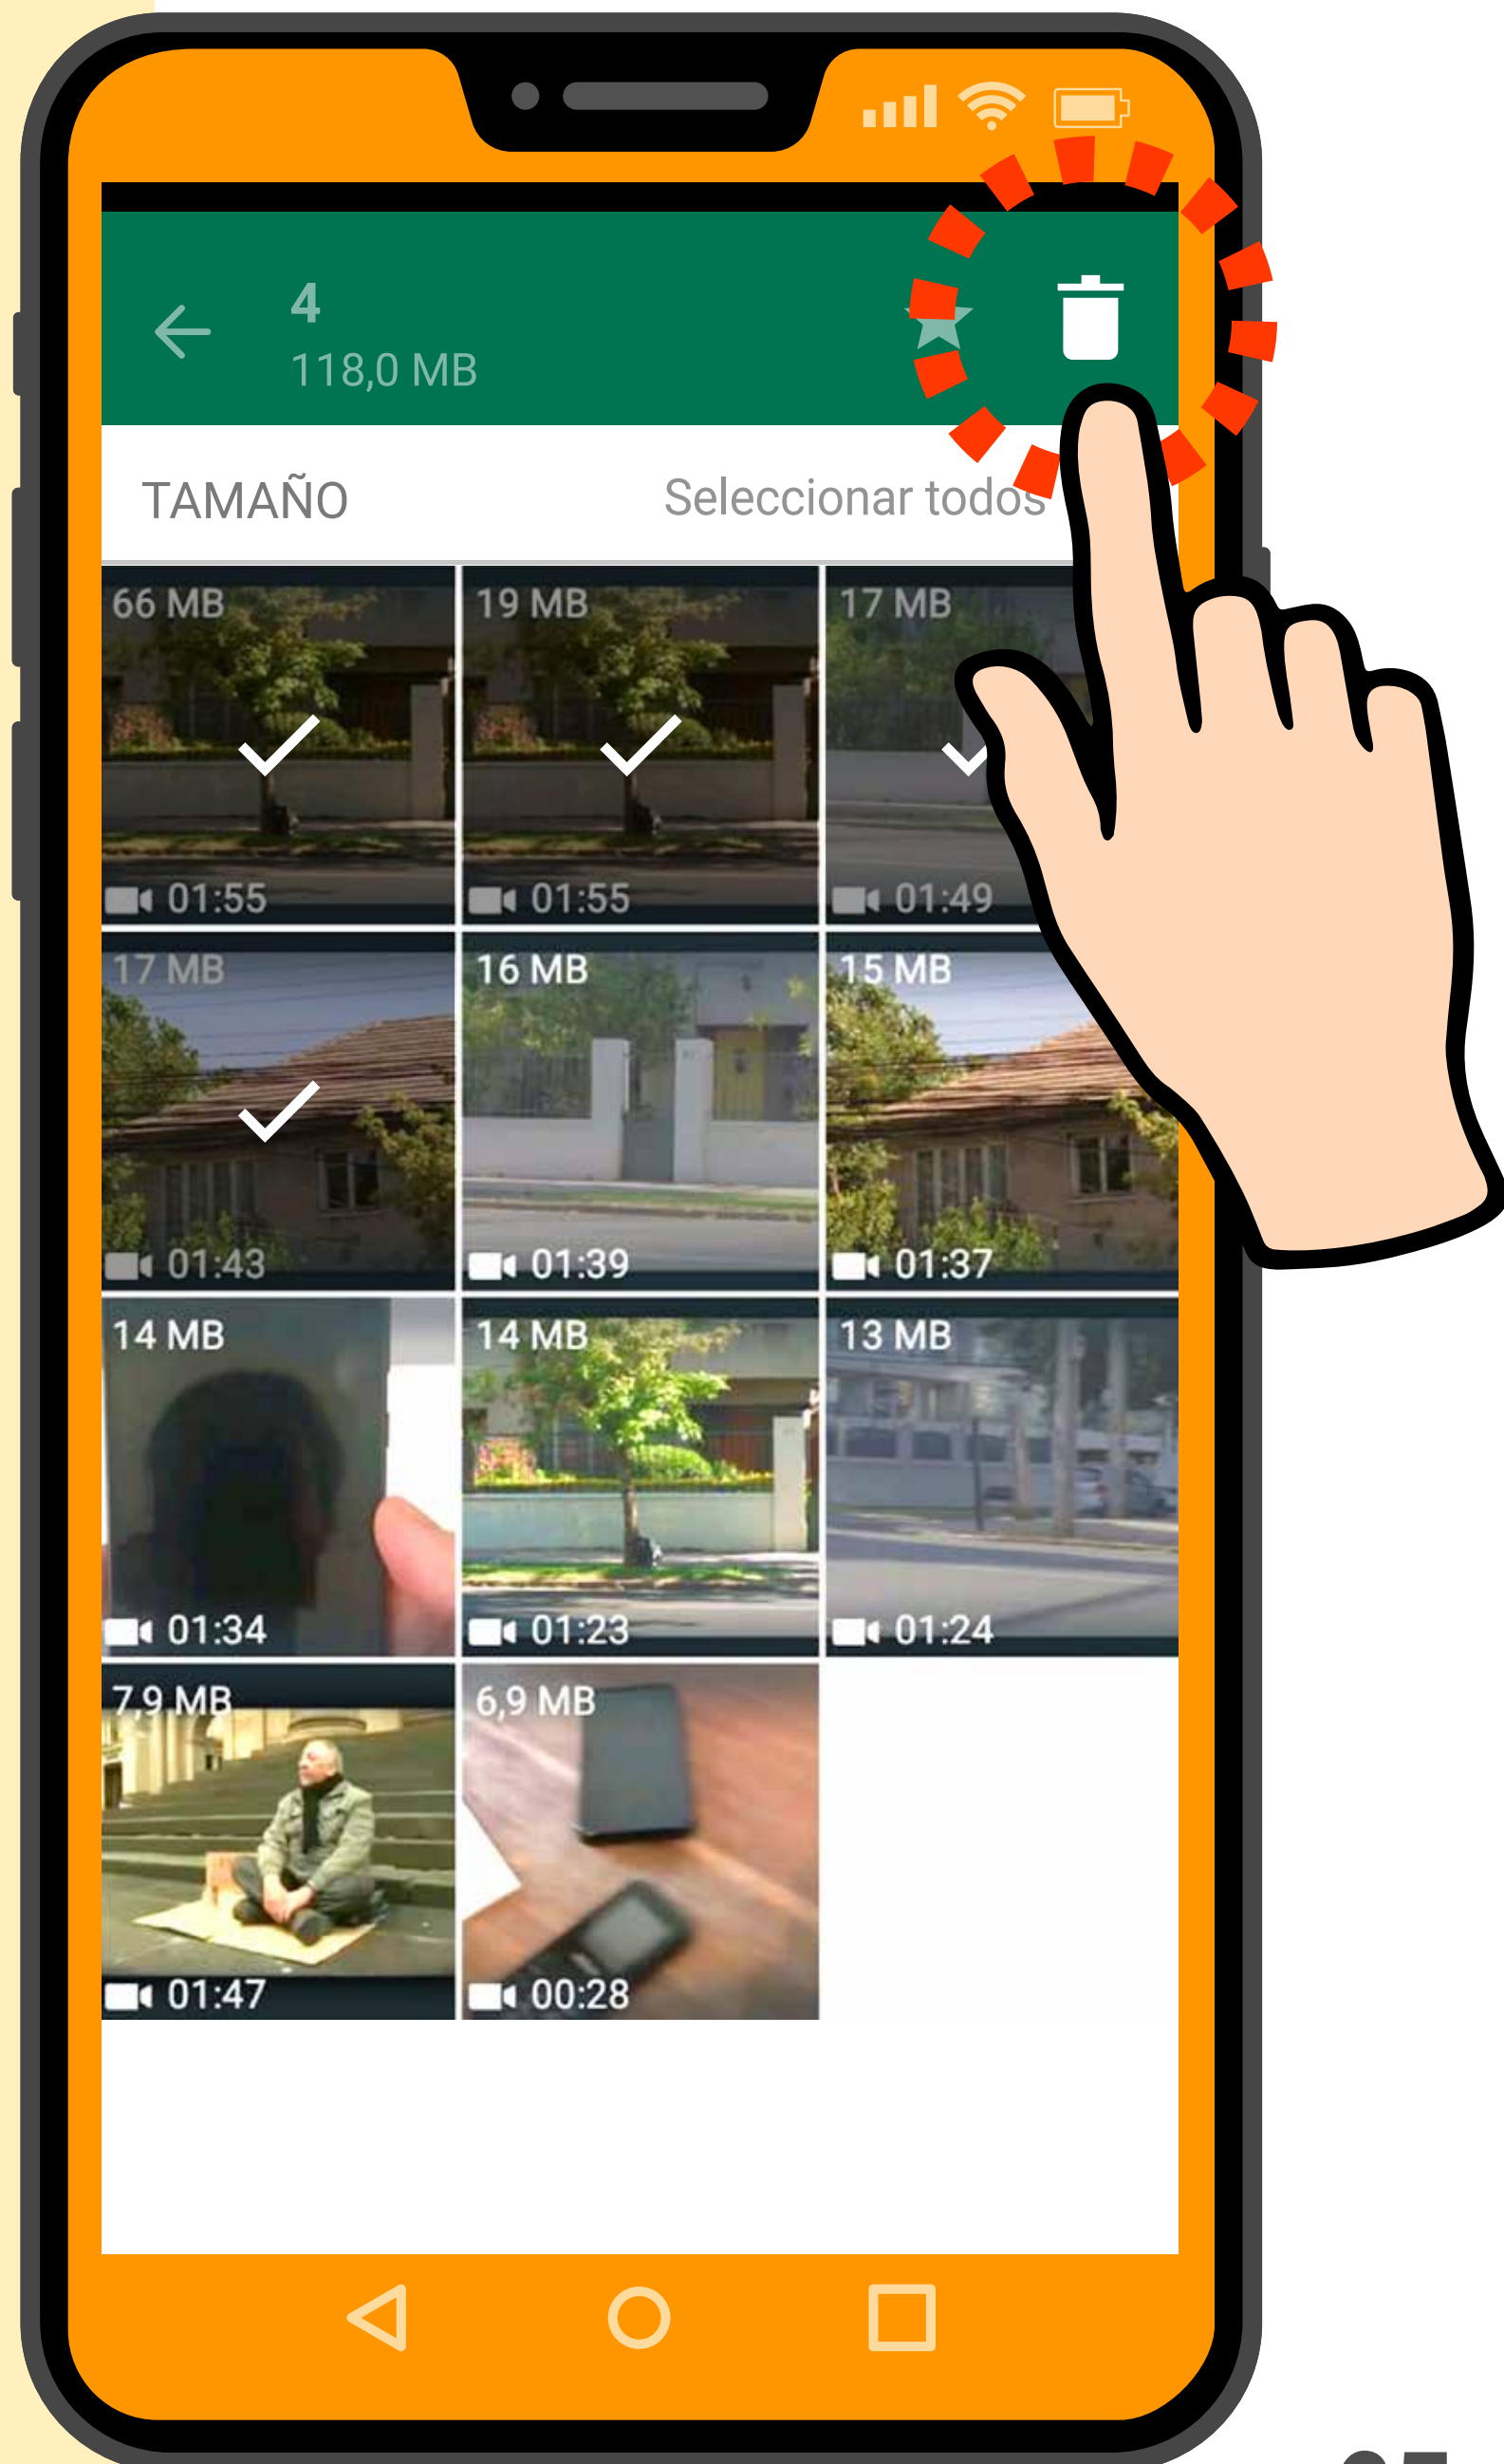 4
118,0 MB
TAMAÑO Seleccionar todos
66 MB 19 MB 17 MB
01:55 01:55 01:49
17 MB 16 MB 15 MB
01:43 01:39 01:37
14 MB 14 MB 13 MB
01:34 01:23 01:24
7,9 MB 6,9 MB
01:47 00:28